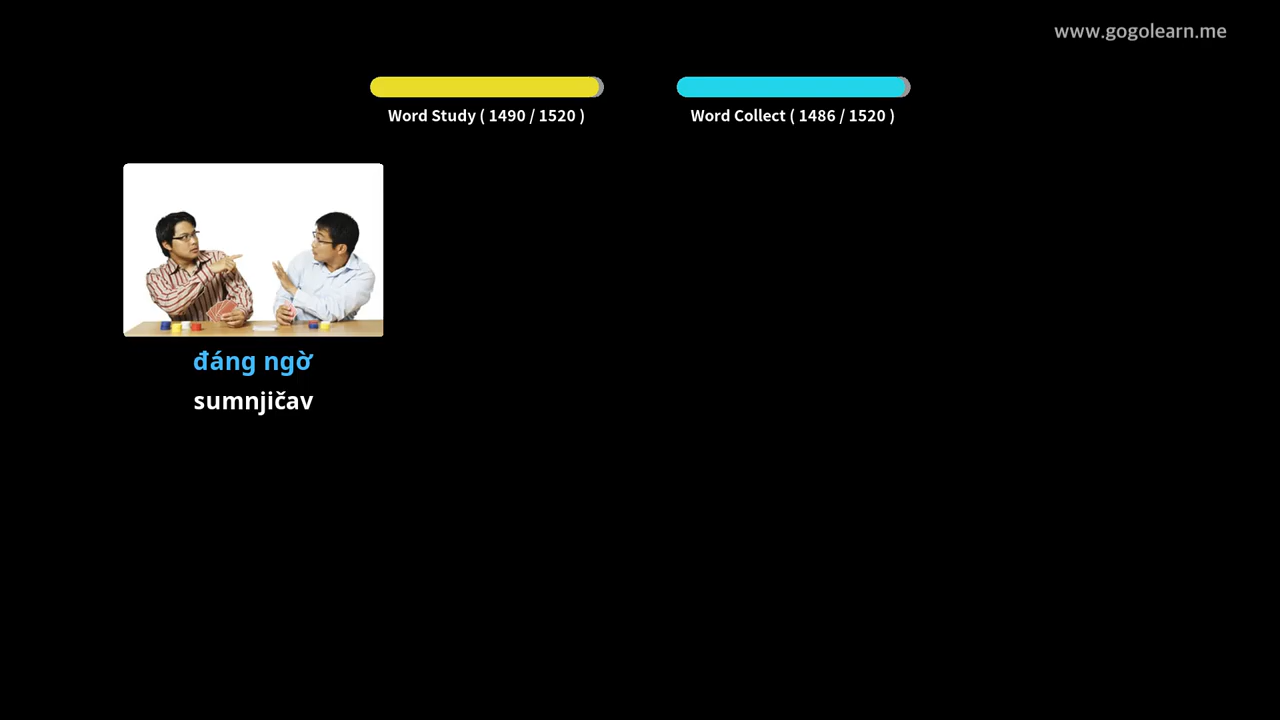 www.gogolearn.me
Word Study ( 1490 / 1520 )
Word Collect ( 1486 / 1520 )
đáng ngờ
sumnjičav